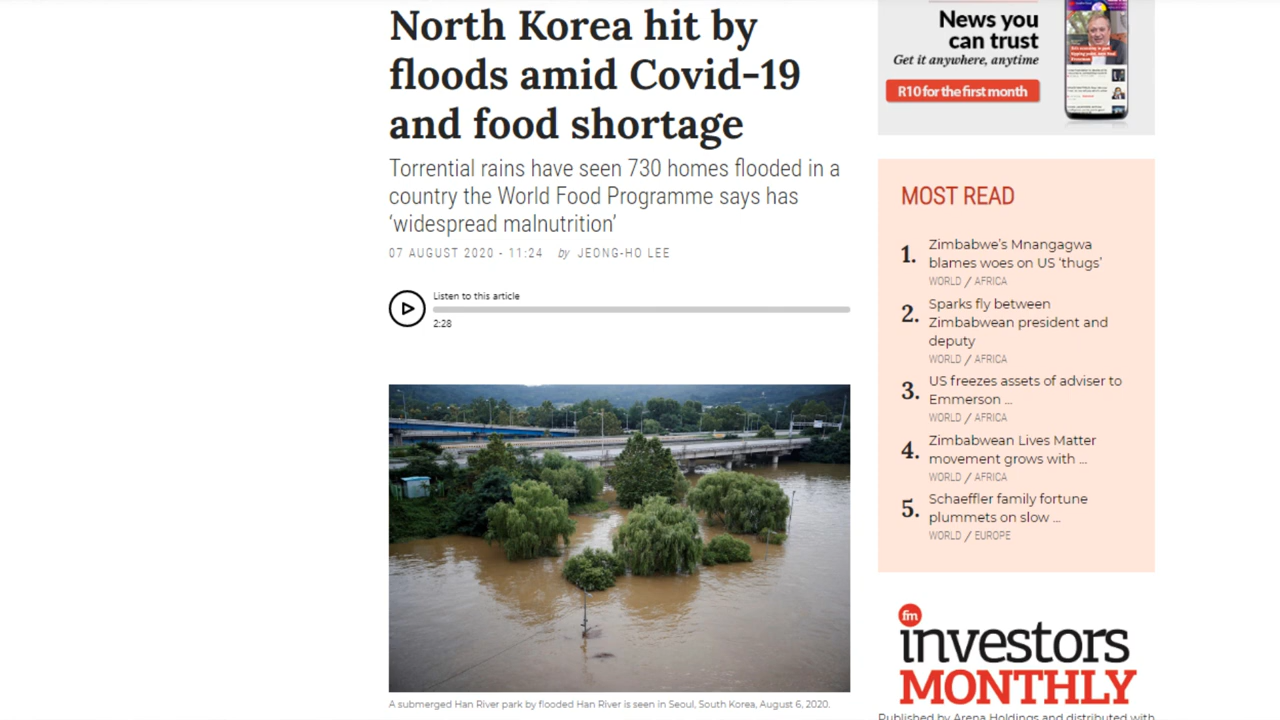 North Korea hit by
floods amid Covid-19
and food shortage
Torrential rains have seen 730 homes flooded in a
country the World Food Programme says has
‘widespread malnutrition’
07 AUGUST 2020 - 11:24 by JEONG-HO LEE
Listen to this article
2:28
A submerged Han River park by flooded Han River is seen in Seoul, South Korea, August 6, 2020.
News you
can trust
Get it anywhere, anytime
R10 for the first month
MOST READ
1.
Zimbabwe’s Mnangagwa
blames woes on US ‘thugs’
WORLD / AFRICA
2.
Sparks fly between
Zimbabwean president and
deputy
WORLD / AFRICA
3.
US freezes assets of adviser to
Emmerson ...
WORLD / AFRICA
4.
Zimbabwean Lives Matter
movement grows with ...
WORLD / AFRICA
5.
Schaeffler family fortune
plummets on slow ...
WORLD / EUROPE
fm
investors
MONTHLY
Published by Arena Holdings and distributed with